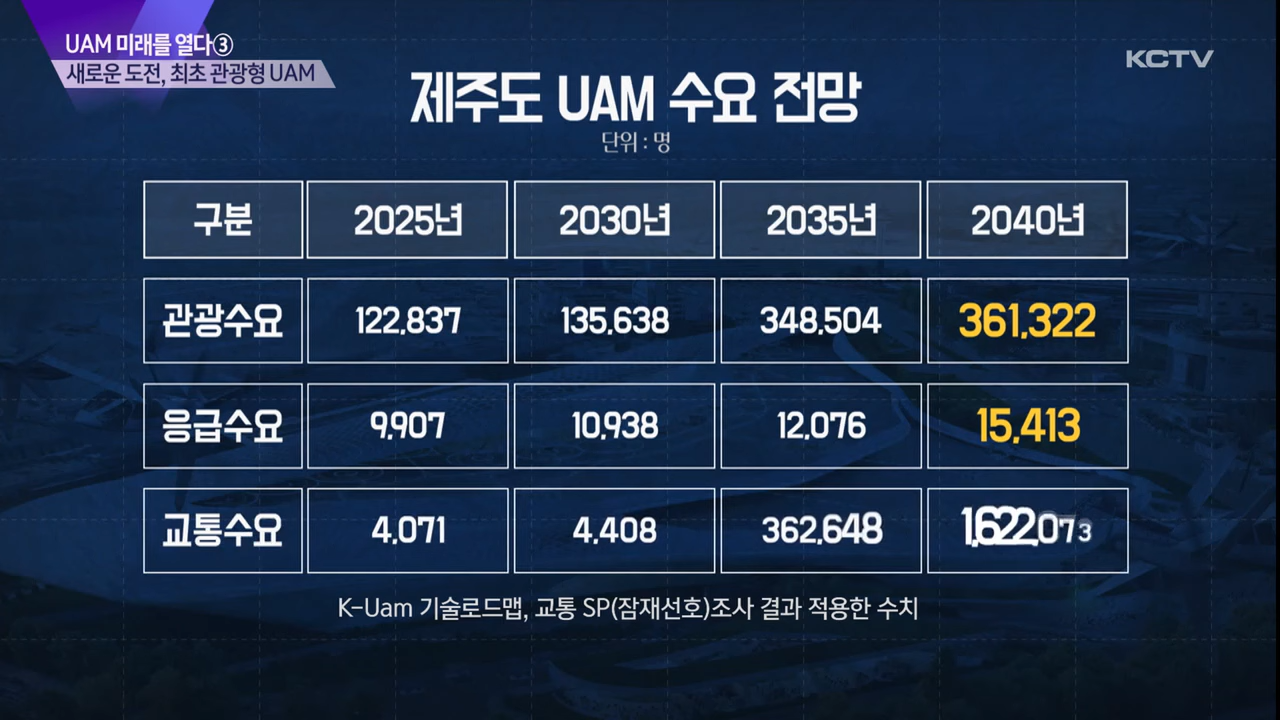 UAM 미래를 열다③
새로운 도전, 최초 관광형 UAM
KCTV
제주도 UAM 수요 전망
단위 : 명
구분 2025년 2030년 2035년 2040년
관광수요 122,837 135,638 348,504 361,322
응급수요 9,907 10,938 12,076 15,413
교통수요 4,071 4,408 362,648 1,622,073
K-Uam 기술로드맵, 교통 SP(잠재선호)조사 결과 적용한 수치